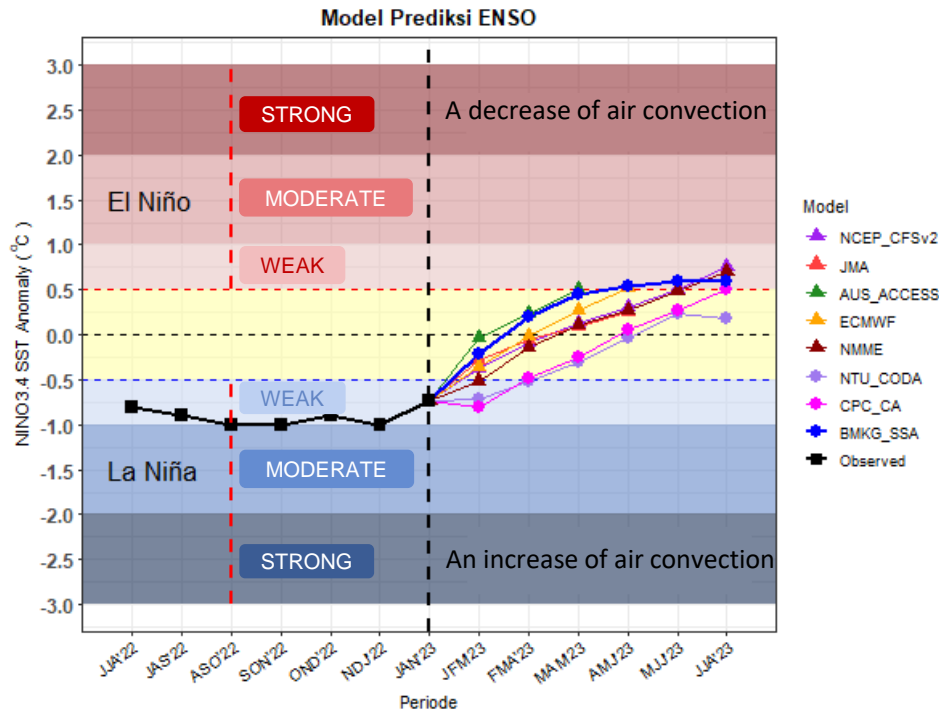 Model Prediksi ENSO
NINO3.4 SST Anomaly (°C)
3.0
2.5
2.0
1.5
1.0
0.5
0.0
-0.5
-1.0
-1.5
-2.0
-2.5
-3.0
STRONG
A decrease of air convection
El Niño
MODERATE
WEAK
WEAK
La Niña
MODERATE
STRONG
An increase of air convection
JJA'22
JAS'22
ASO'22
SON'22
OND'22
NDJ'22
JAN'23
JFM'23
FMA'23
MAM'23
AMJ'23
MJJ'23
JJA'23
Periode
Model
NCEP_CFSv2
JMA
AUS_ACCESS
ECMWF
NMME
NTU_CODA
CPC_CA
BMKG_SSA
Observed